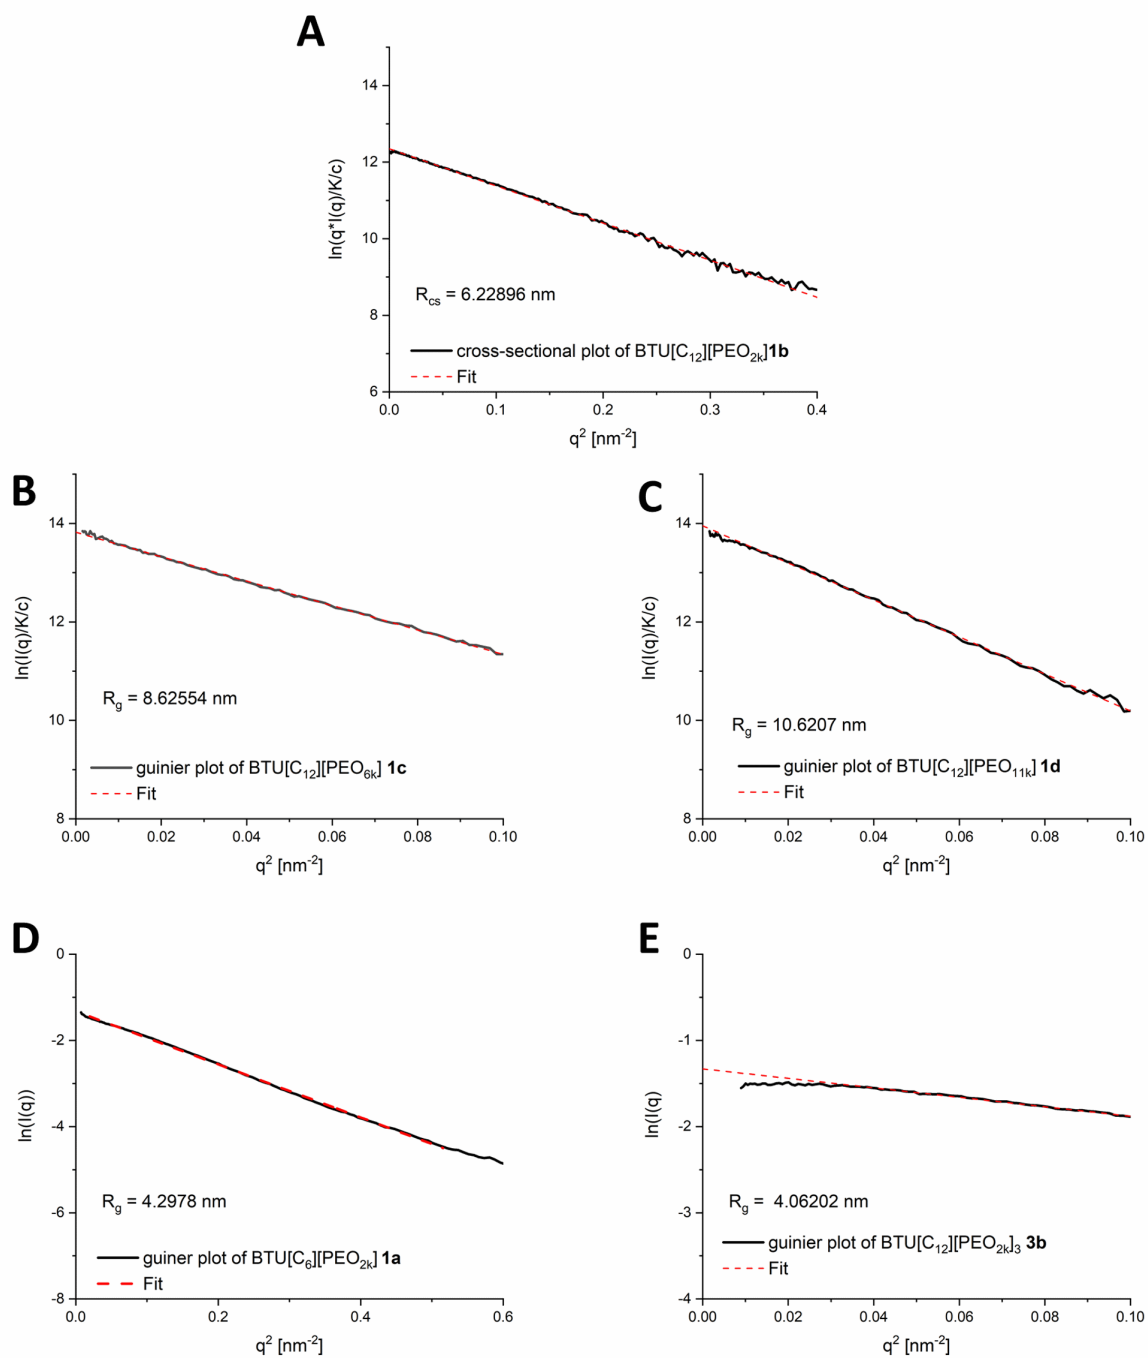 A
14
12
10
8
6
ln(q*I(q)/K/c)
R_cs = 6.22896 nm
cross-sectional plot of BTU[C₁₂][PEO₂ₖ]1b
Fit
0.0 0.1 0.2 0.3 0.4
q² [nm⁻²]
B
14
12
10
8
ln(I(q)/K/c)
R_g = 8.62554 nm
guinier plot of BTU[C₁₂][PEO₆ₖ] 1c
Fit
0.00 0.02 0.04 0.06 0.08 0.10
q² [nm⁻²]
C
14
12
10
8
ln(I(q)/K/c)
R_g = 10.6207 nm
guinier plot of BTU[C₁₂][PEO₁₁ₖ] 1d
Fit
0.00 0.02 0.04 0.06 0.08 0.10
q² [nm⁻²]
D
0
-2
-4
-6
-8
ln(I(q))
R_g = 4.2978 nm
guiner plot of BTU[C₆][PEO₂ₖ] 1a
Fit
0.0 0.2 0.4 0.6
q² [nm⁻²]
E
0
-1
-2
-3
-4
ln(I(q)
R_g = 4.06202 nm
guinier plot of BTU[C₁₂][PEO₂ₖ]₃ 3b
Fit
0.00 0.02 0.04 0.06 0.08 0.10
q² [nm⁻²]